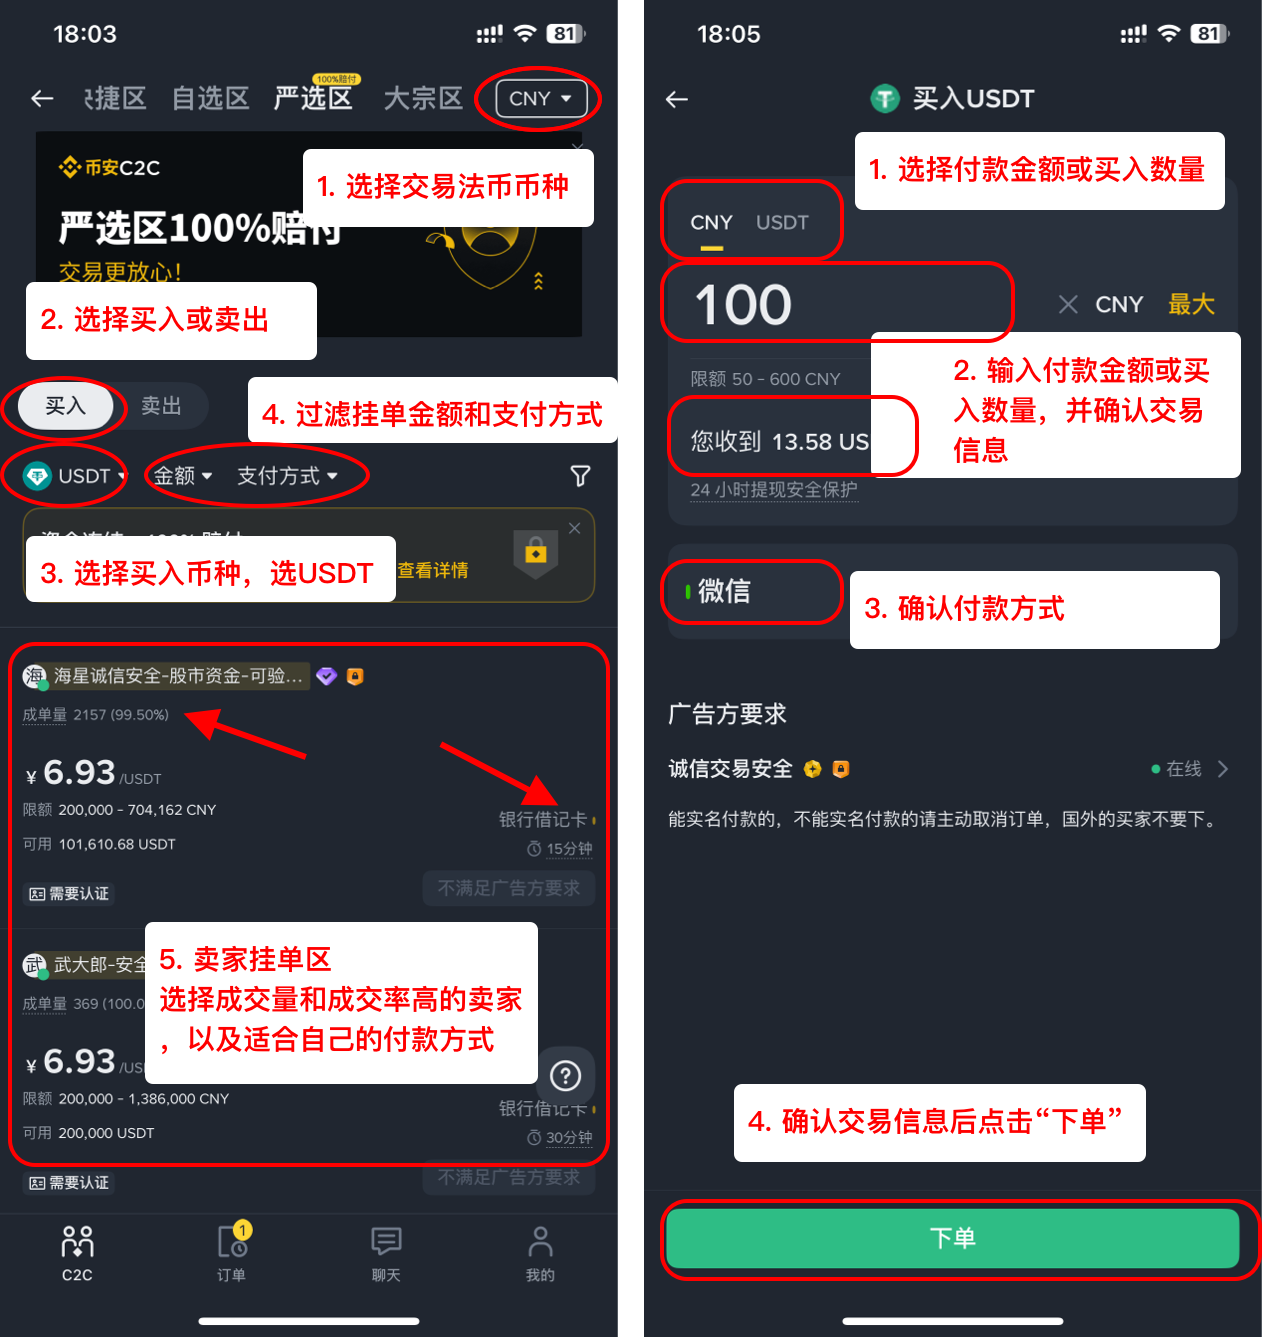 18:03
81
捷区
自选区
严选区
100%赔付
大宗区
CNY
币安C2C
1. 选择交易法币币种
严选区100%赔付
交易更放心！
2. 选择买入或卖出
买入
卖出
4. 过滤挂单金额和支付方式
USDT
金额
支付方式
3. 选择买入币种，选USDT
查看详情
海
海星诚信安全-股市资金-可验...
成单量 2157 (99.50%)
¥ 6.93 /USDT
限额 200,000 – 704,162 CNY
银行借记卡
可用 101,610.68 USDT
15分钟
需要认证
不满足广告方要求
武
武大郎-安全
成单量 369 (100.0
5. 卖家挂单区
选择成交量和成交率高的卖家
，以及适合自己的付款方式
¥ 6.93 /US
限额 200,000 – 1,386,000 CNY
银行借记卡
可用 200,000 USDT
30分钟
需要认证
不满足广告方要求
1
C2C
订单
聊天
我的
18:05
81
买入USDT
1. 选择付款金额或买入数量
CNY
USDT
100
CNY
最大
限额 50 – 600 CNY
2. 输入付款金额或买
入数量，并确认交易
信息
您收到 13.58 US
24 小时提现安全保护
微信
3. 确认付款方式
广告方要求
诚信交易安全
在线
能实名付款的，不能实名付款的请主动取消订单，国外的买家不要下。
4. 确认交易信息后点击“下单”
下单